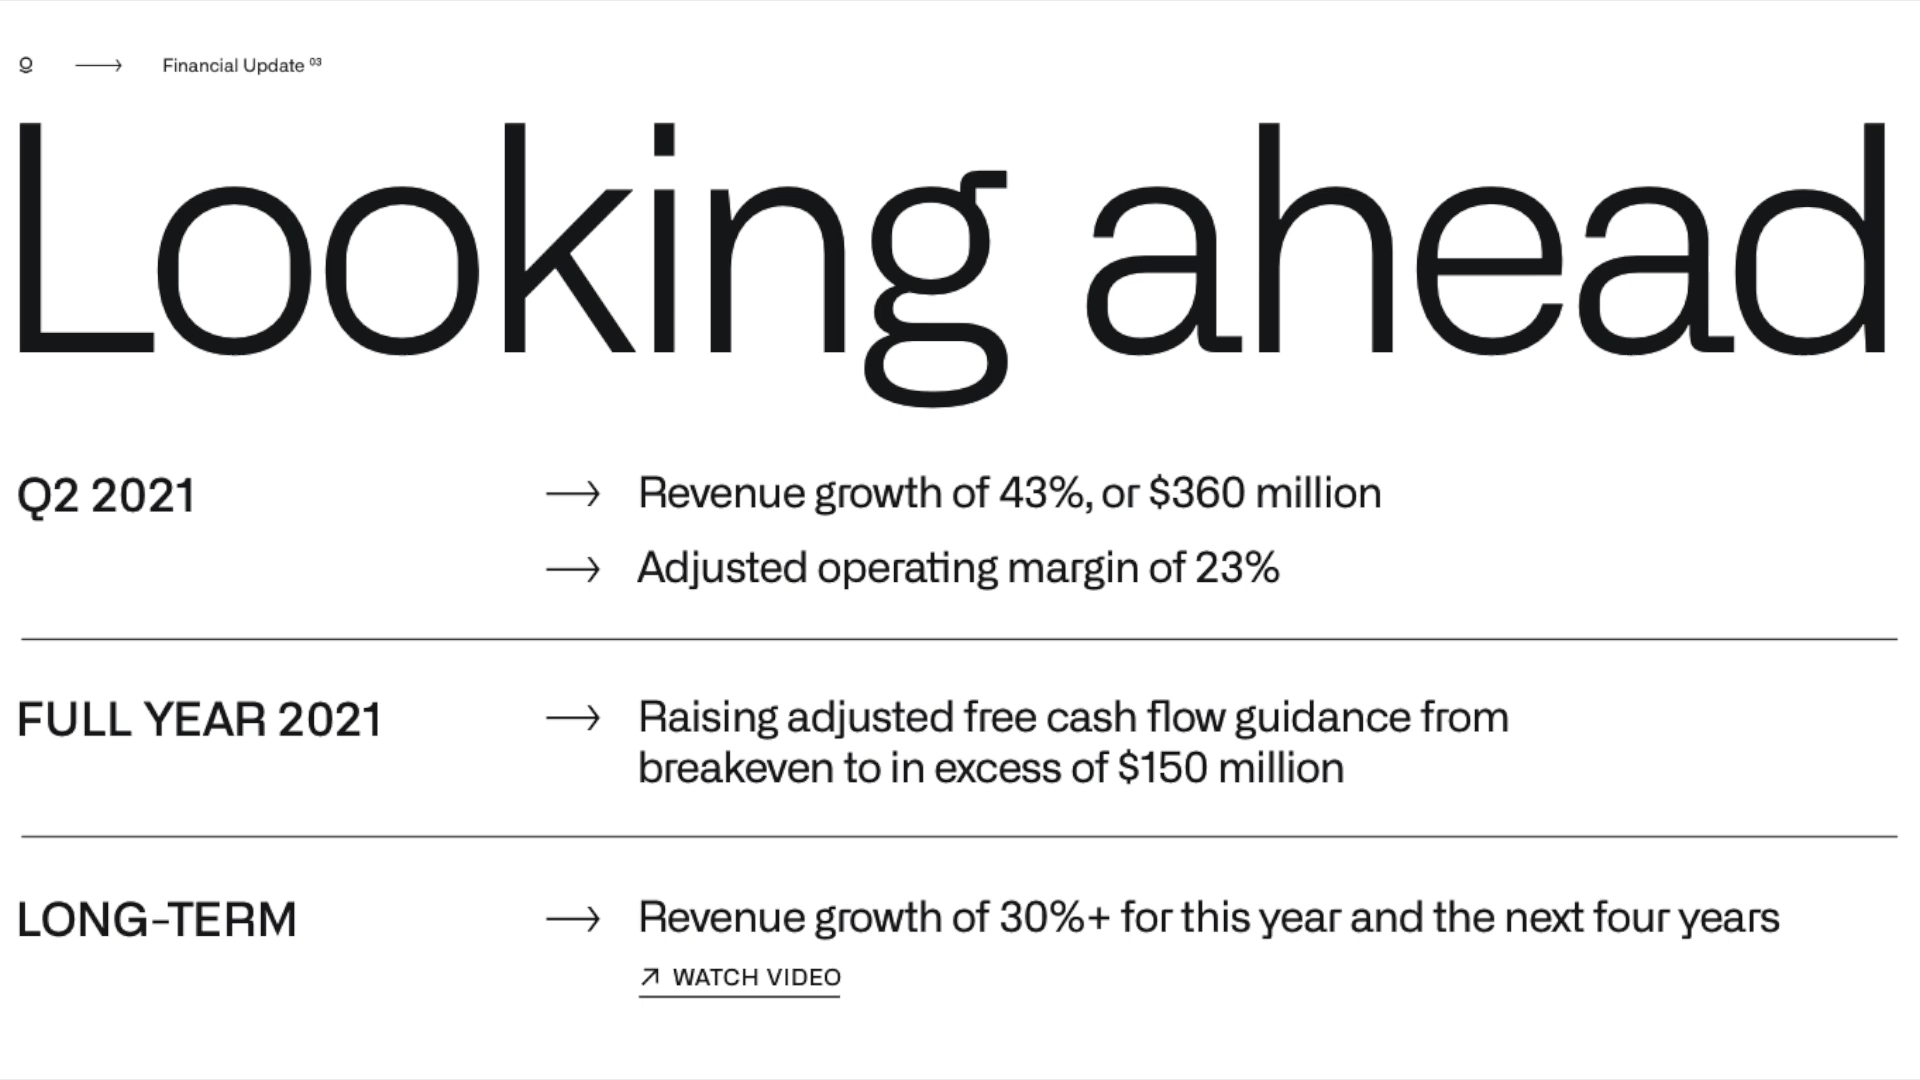 Financial Update 03
Looking ahead
Q2 2021
→ Revenue growth of 43%, or $360 million
→ Adjusted operating margin of 23%
FULL YEAR 2021
→ Raising adjusted free cash flow guidance from
breakeven to in excess of $150 million
LONG-TERM
→ Revenue growth of 30%+ for this year and the next four years
↗ WATCH VIDEO